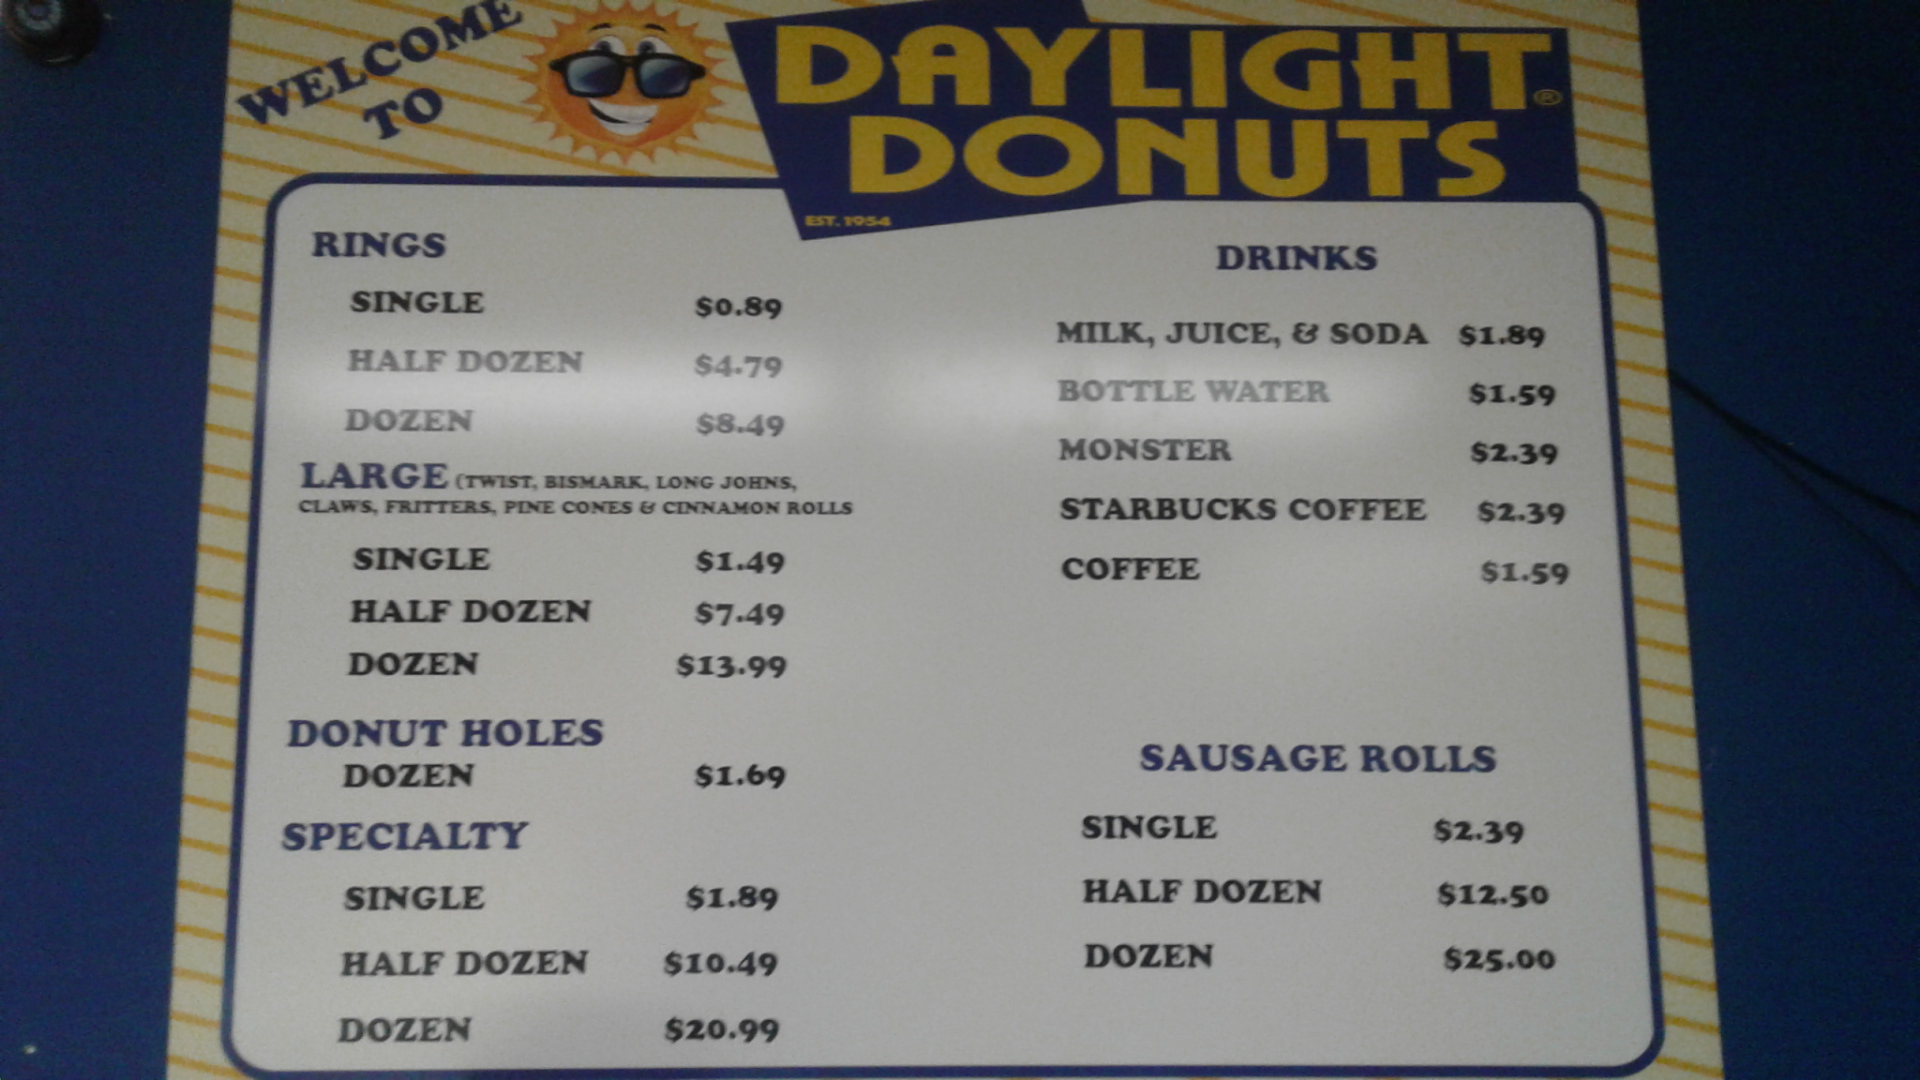 WELCOME
TO
DAYLIGHT
DONUTS®
EST. 1954
RINGS
SINGLE $0.89
HALF DOZEN $4.79
DOZEN $8.49
LARGE (TWIST, BISMARK, LONG JOHNS,
CLAWS, FRITTERS, PINE CONES & CINNAMON ROLLS
SINGLE $1.49
HALF DOZEN $7.49
DOZEN $13.99
DONUT HOLES
DOZEN $1.69
SPECIALTY
SINGLE $1.89
HALF DOZEN $10.49
DOZEN $20.99
DRINKS
MILK, JUICE, & SODA $1.89
BOTTLE WATER $1.59
MONSTER $2.39
STARBUCKS COFFEE $2.39
COFFEE $1.59
SAUSAGE ROLLS
SINGLE $2.39
HALF DOZEN $12.50
DOZEN $25.00